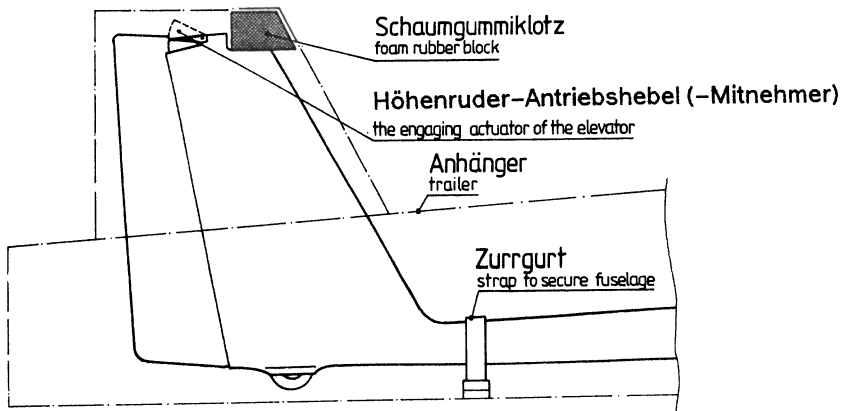 Schaumgummiklotz
foam rubber block
Höhenruder-Antriebshebel (-Mitnehmer)
the engaging actuator of the elevator
Anhänger
trailer
Zurrgurt
strap to secure fuselage